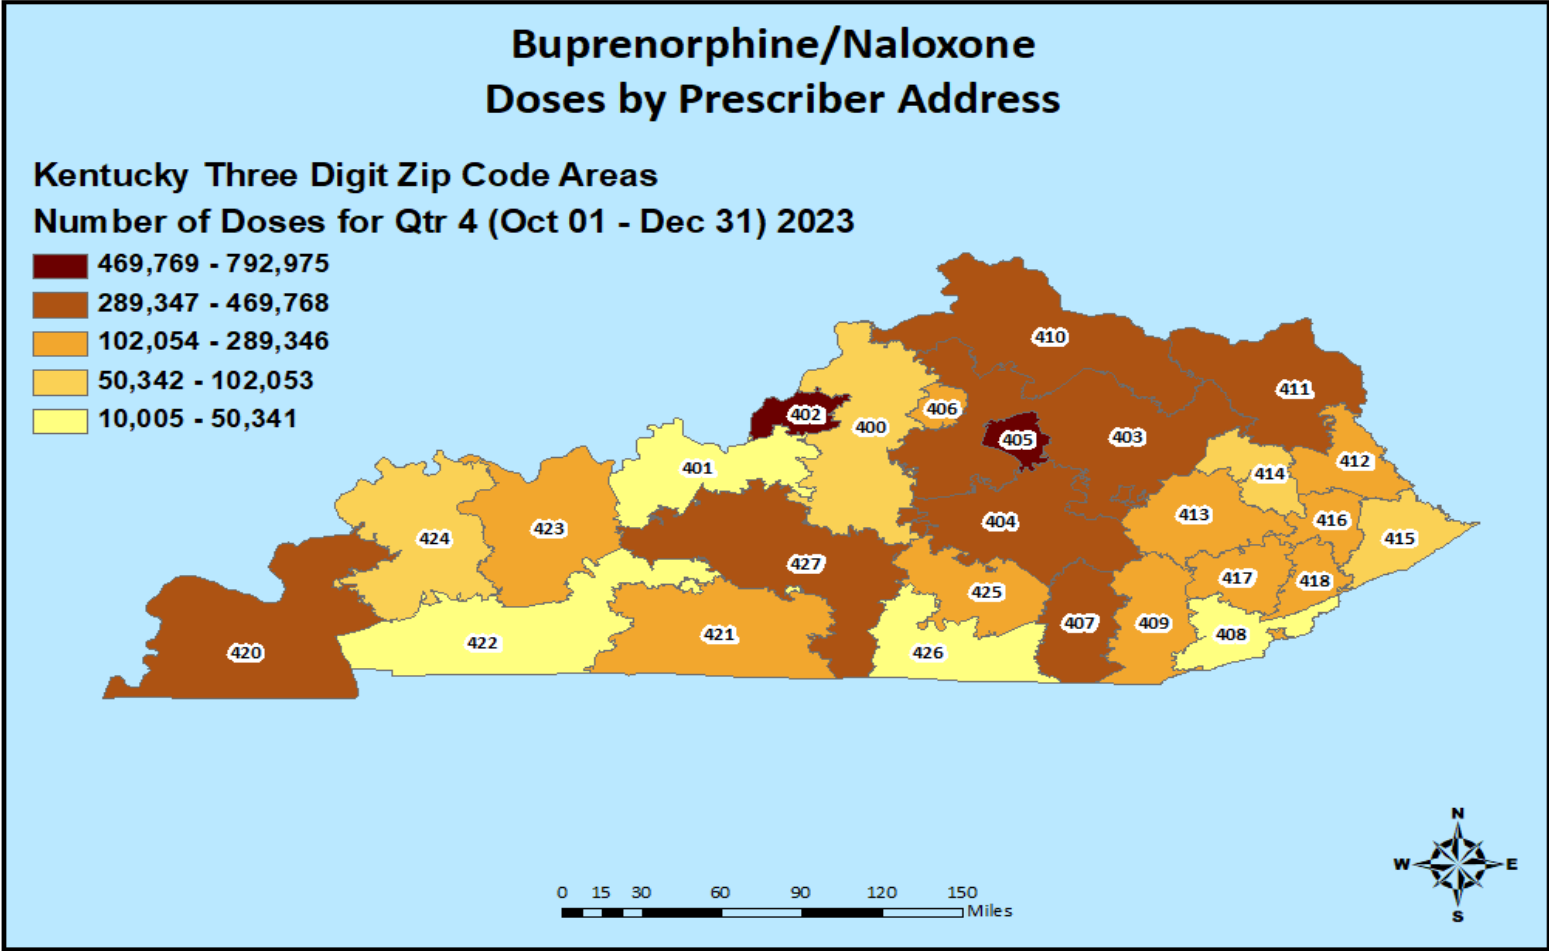 Buprenorphine/Naloxone
Doses by Prescriber Address
Kentucky Three Digit Zip Code Areas
Number of Doses for Qtr 4 (Oct 01 - Dec 31) 2023
469,769 - 792,975
289,347 - 469,768
102,054 - 289,346
50,342 - 102,053
10,005 - 50,341
410
411
402
406
400
405
403
412
401
414
413
416
404
424
423
415
427
417
418
425
407
409
408
421
422
420
426
N
W E
S
0 15 30 60 90 120 150
Miles